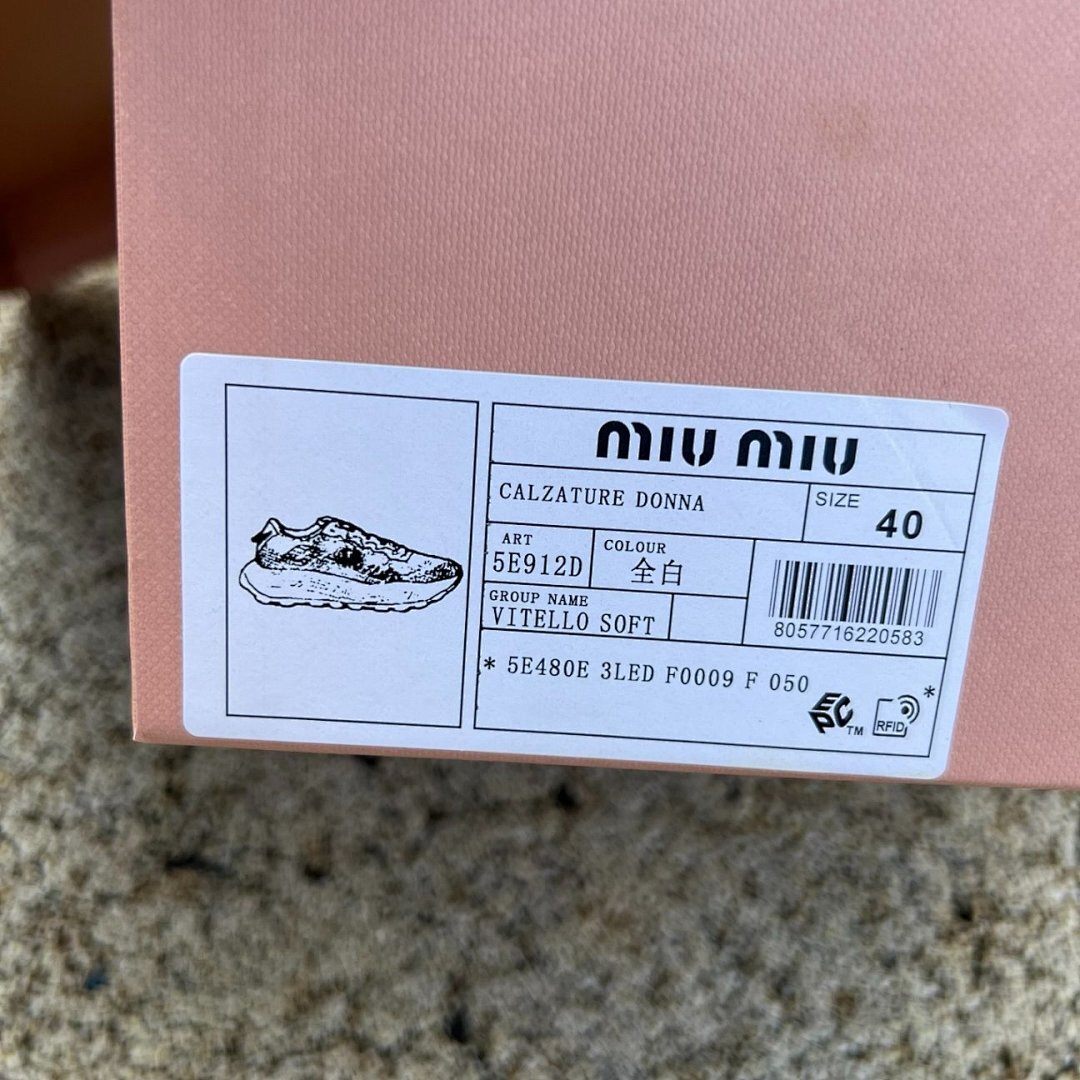 MIU MIU
CALZATURE DONNA
SIZE
40
ART
5E912D
COLOUR
全白
GROUP NAME
VITELLO SOFT
8057716220583
* 5E480E 3LED F0009 F 050
EPC TM
RFID
*